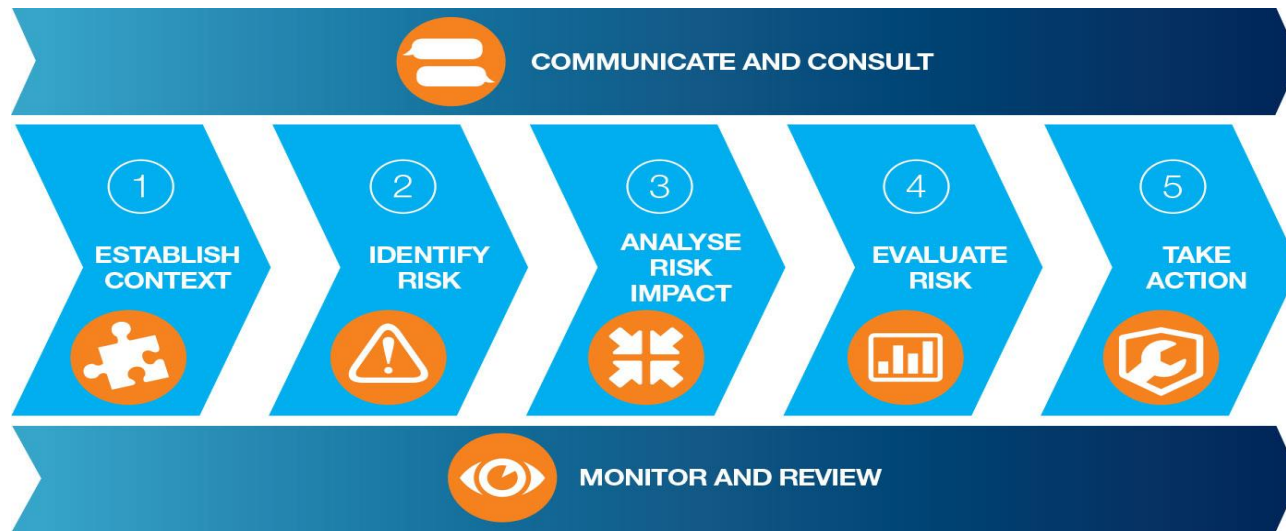 COMMUNICATE AND CONSULT
1
ESTABLISH
CONTEXT
2
IDENTIFY
RISK
3
ANALYSE
RISK
IMPACT
4
EVALUATE
RISK
5
TAKE
ACTION
MONITOR AND REVIEW